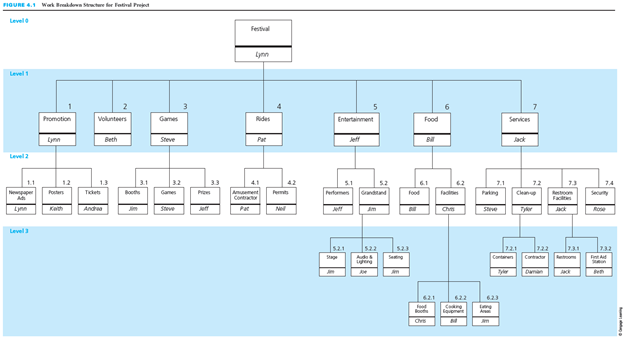 FIGURE 4.1 Work Breakdown Structure for Festival Project
Level 0
Festival
Lynn
Level 1
1 2 3 4 5 6 7
Promotion Volunteers Games Rides Entertainment Food Services
Lynn Beth Steve Pat Jeff Bill Jack
Level 2
1.1 1.2 1.3 3.1 3.2 3.3 4.1 4.2 5.1 5.2 6.1 6.2 7.1 7.2 7.3 7.4
Newspaper Ads Posters Tickets Booths Games Prizes Amusement Contractor Permits Performers Grandstand Food Facilities Parking Clean-up Restroom Facilities Security
Lynn Keith Andrea Jim Steve Jeff Pat Neil Jeff Jim Bill Chris Steve Tyler Jack Rose
Level 3
5.2.1 5.2.2 5.2.3 7.2.1 7.2.2 7.3.1 7.3.2
Stage Audio & Lighting Seating Containers Contractor Restrooms First Aid Station
Jim Joe Jim Tyler Damian Jack Beth
6.2.1 6.2.2 6.2.3
Food Booths Cooking Equipment Eating Areas
Chris Bill Jim
© Cengage Learning